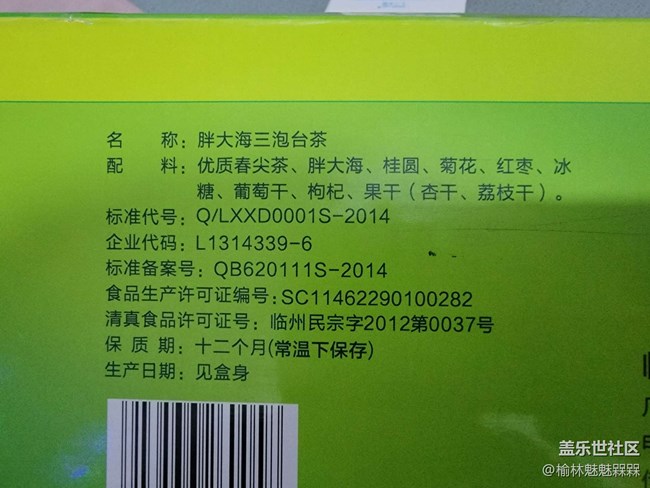 名 称：胖大海三泡台茶
配 料：优质春尖茶、胖大海、桂圆、菊花、红枣、冰
糖、葡萄干、枸杞、果干（杏干、荔枝干）。
标准代号：Q/LXXD0001S-2014
企业代码：L1314339-6
标准备案号：QB620111S-2014
食品生产许可证编号：SC11462290100282
清真食品许可证号：临州民宗字2012第0037号
保 质 期：十二个月(常温下保存)
生产日期：见盒身
盖乐世社区
@榆林魅魅罙罙